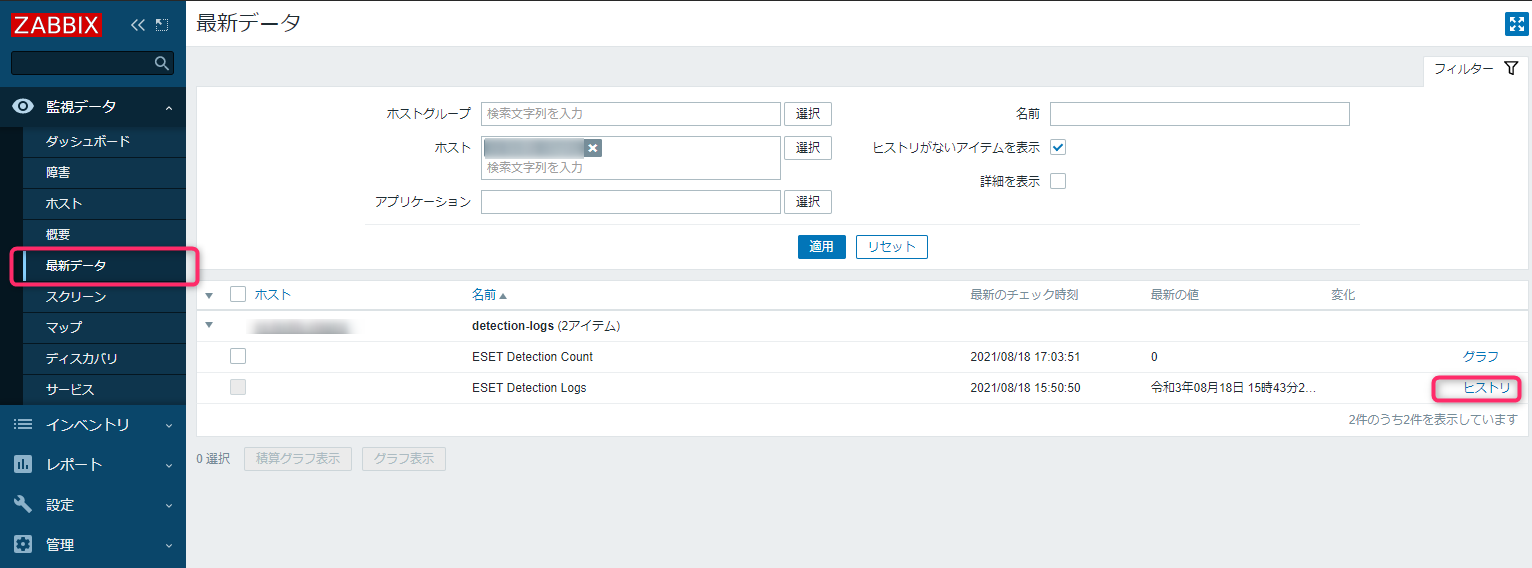 ZABBIX
監視データ
ダッシュボード
障害
ホスト
概要
最新データ
スクリーン
マップ
ディスカバリ
サービス
インベントリ
レポート
設定
管理
最新データ
フィルター
ホストグループ 検索文字列を入力 選択 名前
ホスト 検索文字列を入力 選択 ヒストリがないアイテムを表示
詳細を表示
アプリケーション 選択
適用 リセット
ホスト 名前 最新のチェック時刻 最新の値 変化
detection-logs (2アイテム)
ESET Detection Count 2021/08/18 17:03:51 0 グラフ
ESET Detection Logs 2021/08/18 15:50:50 令和3年08月18日 15時43分2... ヒストリ
2件のうち2件を表示しています
0 選択 積算グラフ表示 グラフ表示